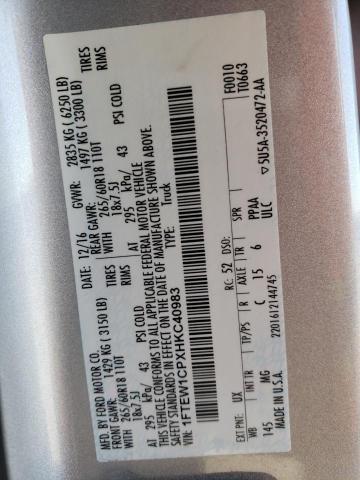 MFD. BY FORD MOTOR CO. DATE: 12/16 GVWR: 2835 KG ( 6250 LB)
FRONT GAWR: 1429 KG ( 3150 LB) REAR GAWR: 1497 KG ( 3300 LB)
WITH 265/60R18 110T TIRES WITH 265/60R18 110T TIRES
18x7.5J RIMS 18x7.5J RIMS
AT 295 kPa/ 43 PSI COLD AT 295 kPa/ 43 PSI COLD
THIS VEHICLE CONFORMS TO ALL APPLICABLE FEDERAL MOTOR VEHICLE
SAFETY STANDARDS IN EFFECT ON THE DATE OF MANUFACTURE SHOWN ABOVE.
VIN: 1FTEW1CPXHKC40983 TYPE: Truck
F0010
T0663
EXT PNT: UX RC: 52 DSO:
WB INT TR TP/PS R AXLE TR SPR
145 MG C 15 6 PPAA
ULC
2201612144745
MADE IN U.S.A. ▽5U5A-3520472-AA